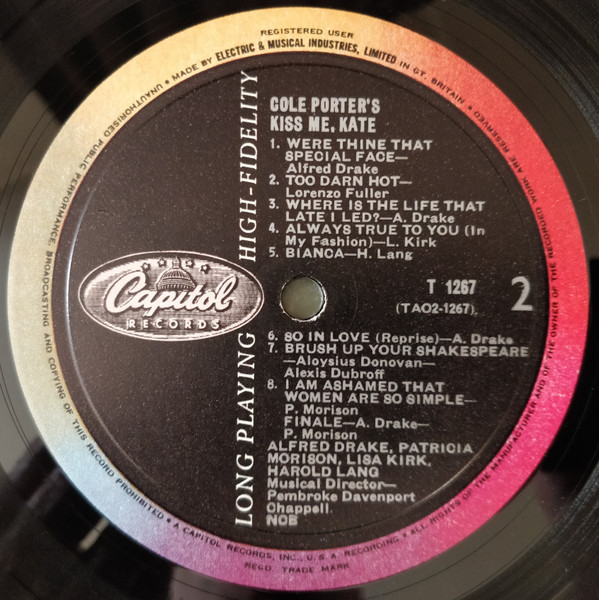 REGISTERED USER
• MADE BY ELECTRIC & MUSICAL INDUSTRIES, LIMITED IN GT. BRITAIN •
ALL RIGHTS OF THE MANUFACTURER AND OF THE OWNER OF THE RECORDED WORK ARE RESERVED
UNAUTHORISED PUBLIC PERFORMANCE, BROADCASTING AND COPYING OF THIS RECORD PROHIBITED •
A CAPITOL RECORDS, INC., U.S.A. RECORDING •
REGD. TRADE MARK
LONG PLAYING HIGH-FIDELITY
Capitol
RECORDS
COLE PORTER'S
KISS ME, KATE
1. WERE THINE THAT
SPECIAL FACE—
Alfred Drake
2. TOO DARN HOT—
Lorenzo Fuller
3. WHERE IS THE LIFE THAT
LATE I LED?—A. Drake
4. ALWAYS TRUE TO YOU (In
My Fashion)—L. Kirk
5. BIANCA—H. Lang
T 1267
(TAO2-1267)
2
6. SO IN LOVE (Reprise)—A. Drake
7. BRUSH UP YOUR SHAKESPEARE
—Aloysius Donovan—
Alexis Dubroff
8. I AM ASHAMED THAT
WOMEN ARE SO SIMPLE—
P. Morison
FINALE—A. Drake—
P. Morison
ALFRED DRAKE, PATRICIA
MORISON, LISA KIRK,
HAROLD LANG
Musical Director—
Pembroke Davenport
Chappell.
NCB